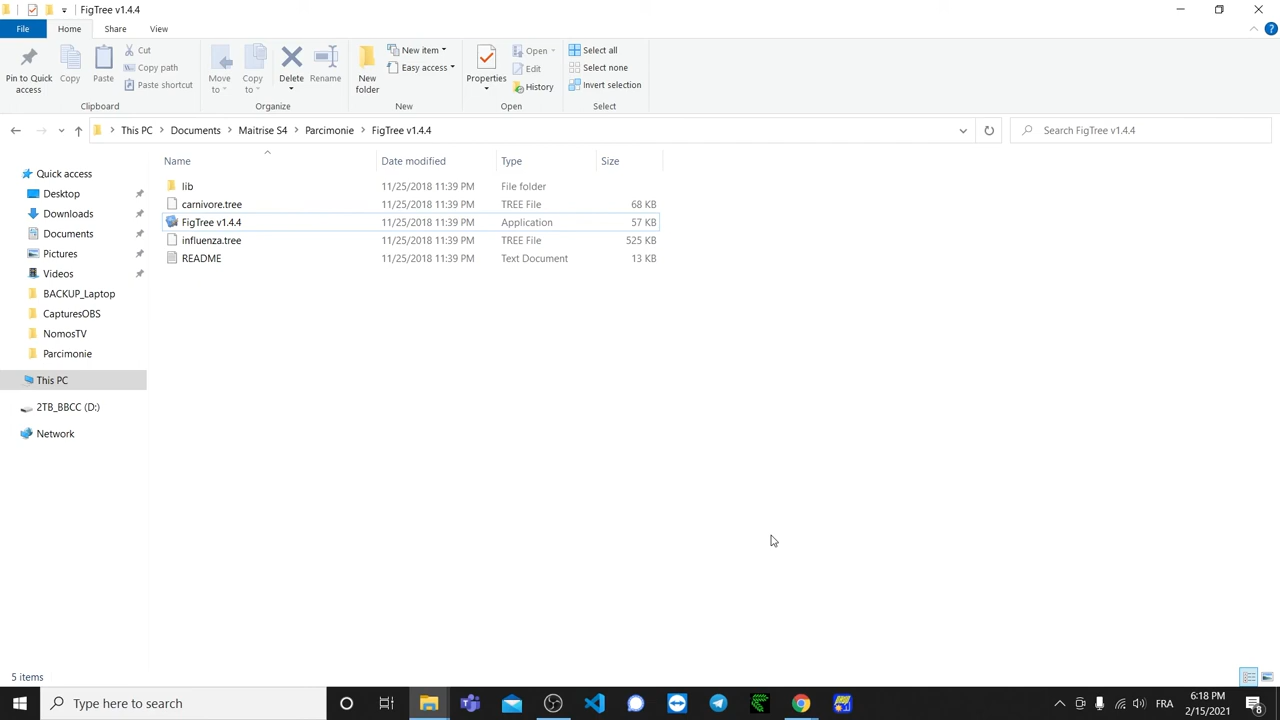 FigTree v1.4.4
File Home Share View
Pin to Quick access
Copy
Paste
Cut
Copy path
Paste shortcut
Clipboard
Move to
Copy to
Delete
Rename
Organize
New folder
New item
Easy access
New
Properties
Open
Edit
History
Open
Select all
Select none
Invert selection
Select
This PC > Documents > Maitrise S4 > Parcimonie > FigTree v1.4.4
Search FigTree v1.4.4
Name Date modified Type Size
lib 11/25/2018 11:39 PM File folder
carnivore.tree 11/25/2018 11:39 PM TREE File 68 KB
FigTree v1.4.4 11/25/2018 11:39 PM Application 57 KB
influenza.tree 11/25/2018 11:39 PM TREE File 525 KB
README 11/25/2018 11:39 PM Text Document 13 KB
Quick access
Desktop
Downloads
Documents
Pictures
Videos
BACKUP_Laptop
CapturesOBS
NomosTV
Parcimonie
This PC
2TB_BBCC (D:)
Network
5 items
Type here to search
FRA
6:18 PM
2/15/2021
8